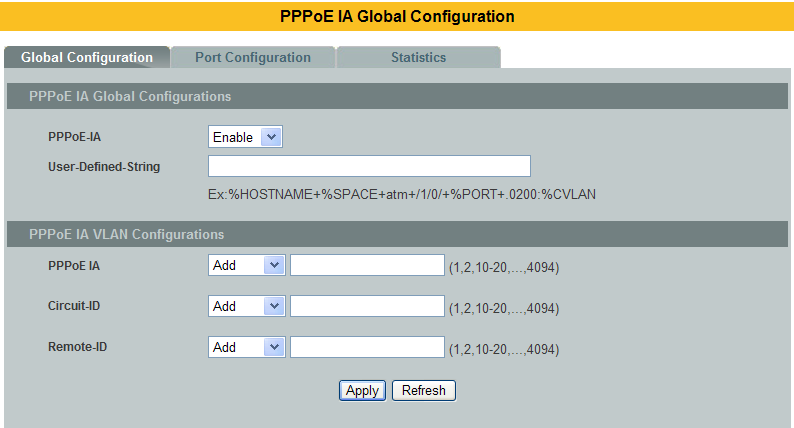 PPPoE IA Global Configuration
Global Configuration Port Configuration Statistics
PPPoE IA Global Configurations
PPPoE-IA Enable
User-Defined-String
Ex:%HOSTNAME+%SPACE+atm+/1/0/+%PORT+.0200:%CVLAN
PPPoE IA VLAN Configurations
PPPoE IA Add (1,2,10-20,...,4094)
Circuit-ID Add (1,2,10-20,...,4094)
Remote-ID Add (1,2,10-20,...,4094)
Apply Refresh